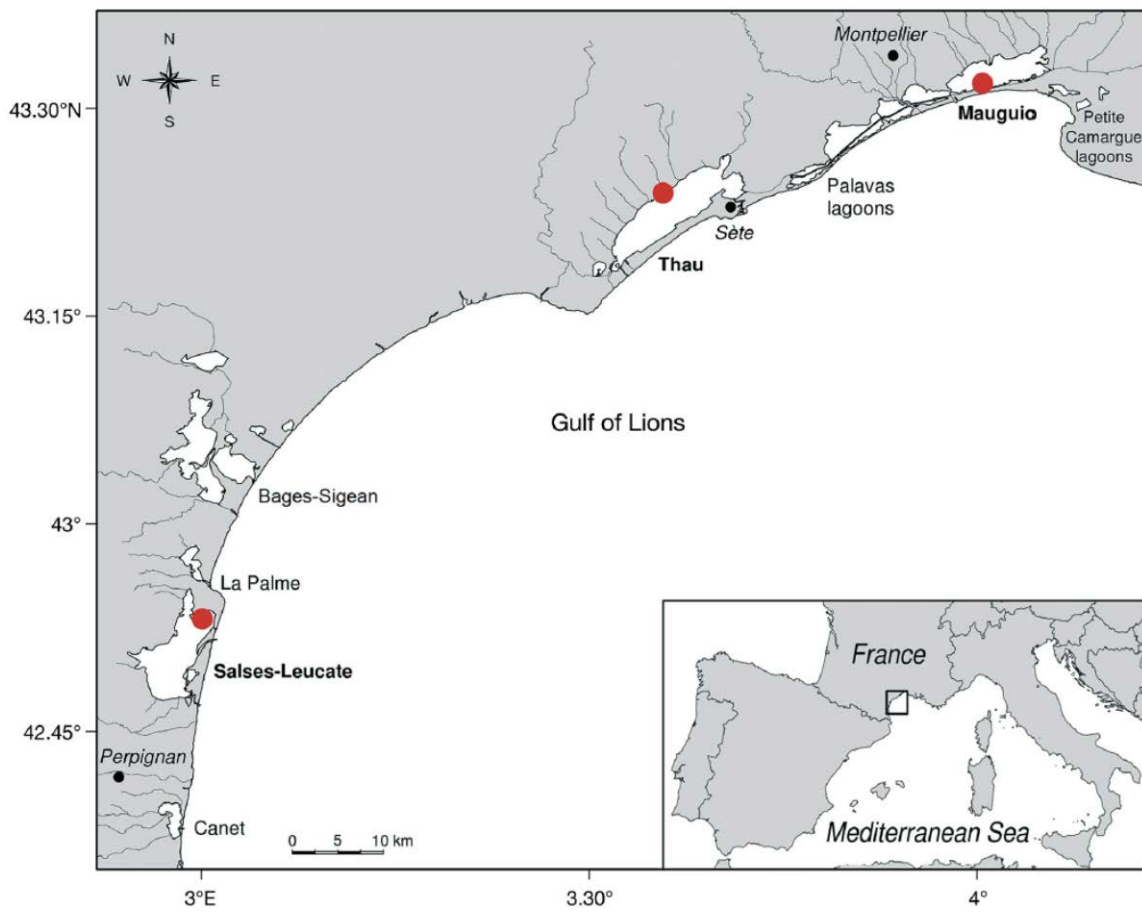 N
W E
S
Montpellier
43.30°N
Mauguio
Petite
Camargue
lagoons
Palavas
lagoons
Sète
Thau
43.15°
Gulf of Lions
Bages-Sigean
43°
La Palme
Salses-Leucate
42.45°
Perpignan
Canet
0 5 10 km
France
Mediterranean Sea
3°E 3.30° 4°